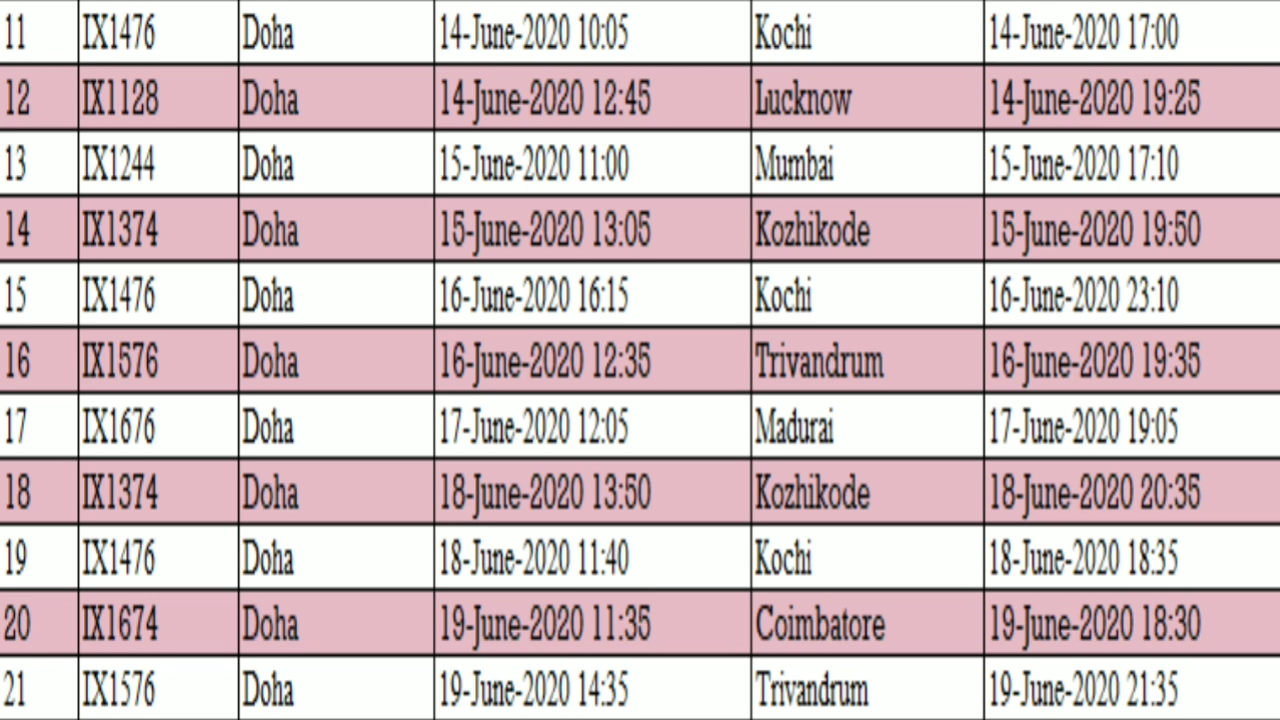 11 IX1476 Doha 14-June-2020 10:05 Kochi 14-June-2020 17:00
12 IX1128 Doha 14-June-2020 12:45 Lucknow 14-June-2020 19:25
13 IX1244 Doha 15-June-2020 11:00 Mumbai 15-June-2020 17:10
14 IX1374 Doha 15-June-2020 13:05 Kozhikode 15-June-2020 19:50
15 IX1476 Doha 16-June-2020 16:15 Kochi 16-June-2020 23:10
16 IX1576 Doha 16-June-2020 12:35 Trivandrum 16-June-2020 19:35
17 IX1676 Doha 17-June-2020 12:05 Madurai 17-June-2020 19:05
18 IX1374 Doha 18-June-2020 13:50 Kozhikode 18-June-2020 20:35
19 IX1476 Doha 18-June-2020 11:40 Kochi 18-June-2020 18:35
20 IX1674 Doha 19-June-2020 11:35 Coimbatore 19-June-2020 18:30
21 IX1576 Doha 19-June-2020 14:35 Trivandrum 19-June-2020 21:35